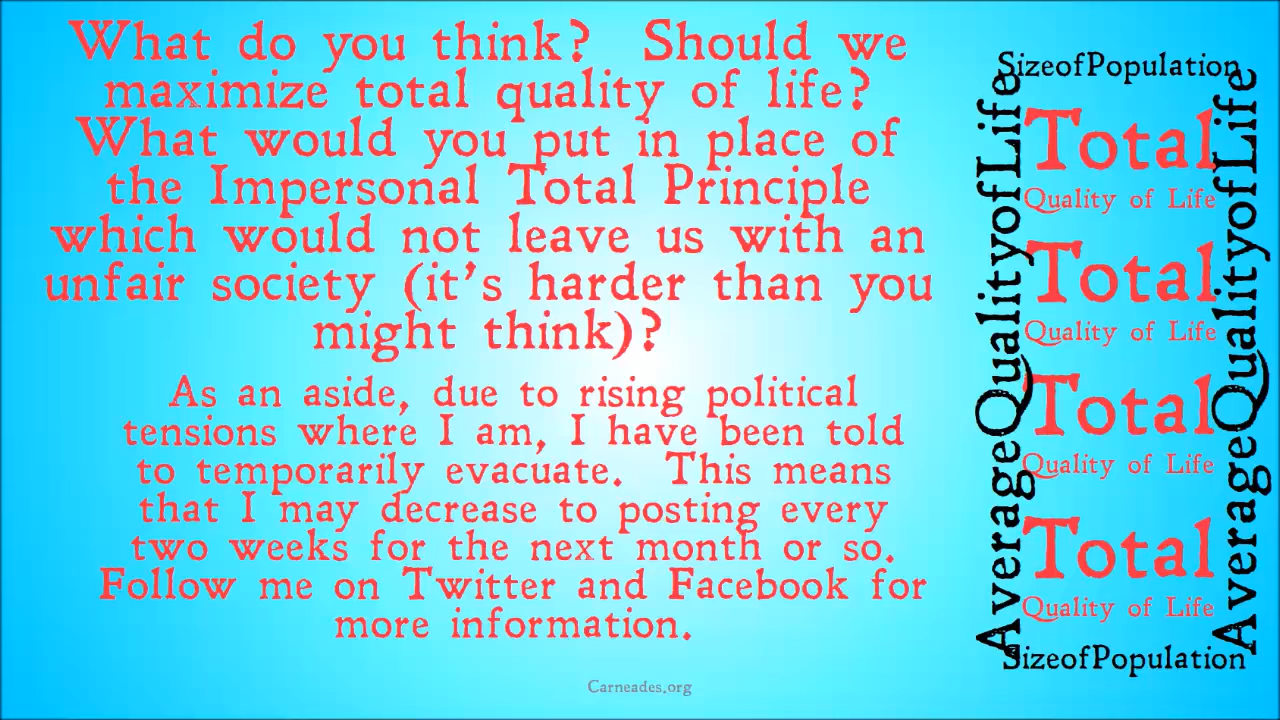 What do you think? Should we
maximize total quality of life?
What would you put in place of
the Impersonal Total Principle
which would not leave us with an
unfair society (it's harder than you
might think)?
As an aside, due to rising political
tensions where I am, I have been told
to temporarily evacuate. This means
that I may decrease to posting every
two weeks for the next month or so.
Follow me on Twitter and Facebook for
more information.
Carneades.org
SizeofPopulation
AverageQualityofLife
Total
Quality of Life
Total
Quality of Life
Total
Quality of Life
Total
Quality of Life
AverageQualityofLife
SizeofPopulation